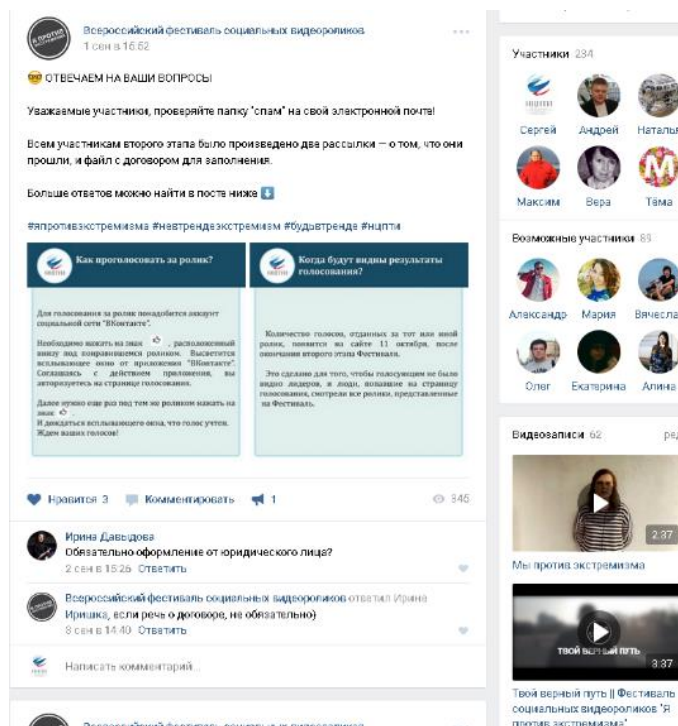 Я ПРОТИВ
ЭКСТРЕМИЗМА
Всероссийский фестиваль социальных видеороликов
1 сен в 16:52
ОТВЕЧАЕМ НА ВАШИ ВОПРОСЫ
Уважаемые участники, проверяйте папку "спам" на свой электронной почте!
Всем участникам второго этапа было произведено две рассылки — о том, что они
прошли, и файл с договором для заполнения.
Больше ответов можно найти в посте ниже
#япротивэкстремизма #невтрендеэкстремизм #будьвтренде #нцпти
Как проголосовать за ролик?
Для голосования за ролик понадобится аккаунт
социальной сети "ВКонтакте".
Необходимо нажать на знак , расположенный
внизу под понравившемся роликом. Высветится
всплывающее окно от приложения "ВКонтакте".
Соглашаясь с действием приложения, вы
авторизуетесь на странице голосования.
Далее нужно еще раз под тем же роликом нажать на
знак .
И дождаться всплывающего окна, что голос учтен.
Ждем ваших голосов!
Когда будут видны результаты
голосования?
Количество голосов, отданных за тот или иной
ролик, появится на сайте 11 октября, после
окончания второго этапа Фестиваля.
Это сделано для того, чтобы голосующим не было
видно лидеров, и люди, попавшие на страницу
голосования, смотрели все ролики, представленные
на Фестиваль.
Нравится 3 Комментировать 1 345
Ирина Давыдова
Обязательно оформление от юридического лица?
2 сен в 15:26 Ответить
Всероссийский фестиваль социальных видеороликов ответил Ирине
Иришка, если речь о договоре, не обязательно)
8 сен в 14:40 Ответить
Написать комментарий...
Участники 234
Сергей Андрей Наталь
Максим Вера Тёма
Возможные участники 89
Александр Мария Вячесла
Олег Екатерина Алина
Видеозаписи 62 ред
2:37
Мы против экстремизма
ТВОЙ ВЕРНЫЙ ПУТЬ
3:37
Твой верный путь || Фестиваль
социальных видеороликов "Я
против экстремизма"